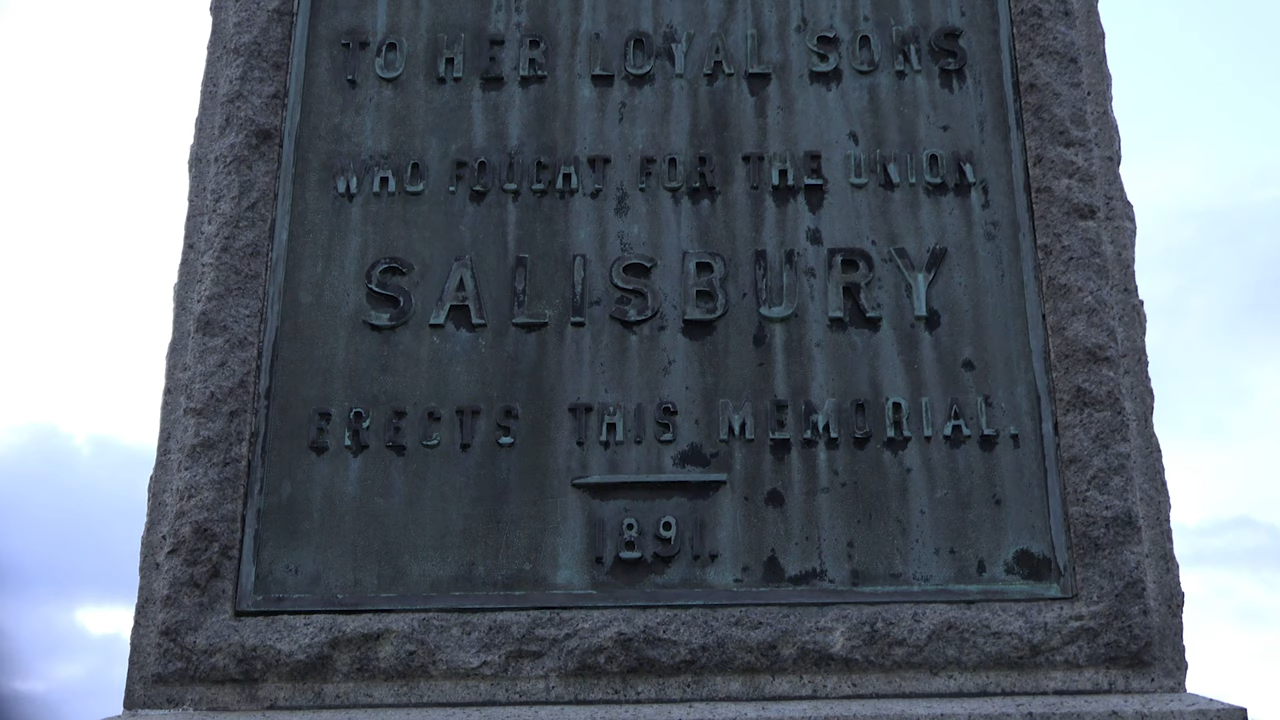 TO HER LOYAL SONS
WHO FOUGHT FOR THE UNION,
SALISBURY
ERECTS THIS MEMORIAL.
1891.